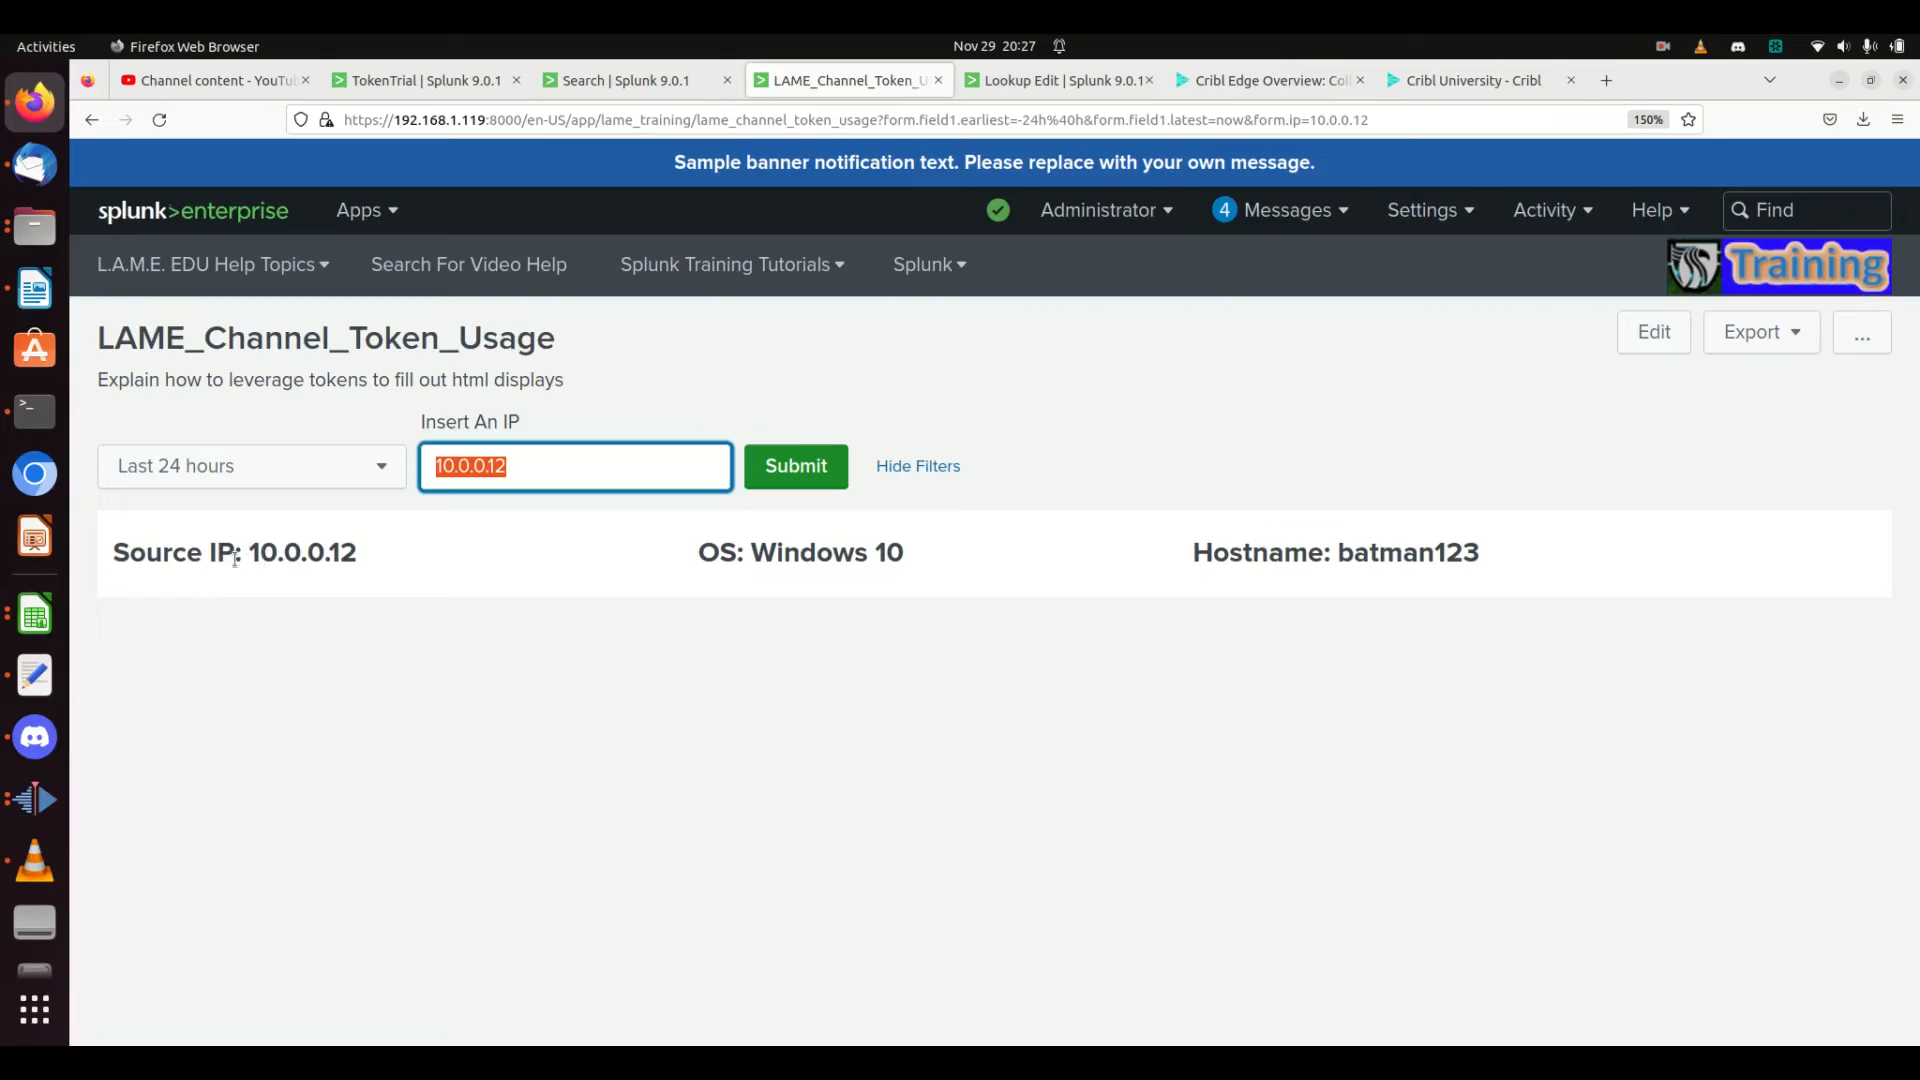 Activities
Firefox Web Browser
Nov 29 20:27
Channel content - YouTu
TokenTrial | Splunk 9.0.1
Search | Splunk 9.0.1
LAME_Channel_Token_U
Lookup Edit | Splunk 9.0.1
Cribl Edge Overview: Col
Cribl University - Cribl
https://192.168.1.119:8000/en-US/app/lame_training/lame_channel_token_usage?form.field1.earliest=-24h%40h&form.field1.latest=now&form.ip=10.0.0.12
150%
Sample banner notification text. Please replace with your own message.
splunk>enterprise
Apps
Administrator
4 Messages
Settings
Activity
Help
Find
L.A.M.E. EDU Help Topics
Search For Video Help
Splunk Training Tutorials
Splunk
Training
LAME_Channel_Token_Usage
Edit
Export
...
Explain how to leverage tokens to fill out html displays
Insert An IP
Last 24 hours
10.0.0.12
Submit
Hide Filters
Source IP: 10.0.0.12
OS: Windows 10
Hostname: batman123